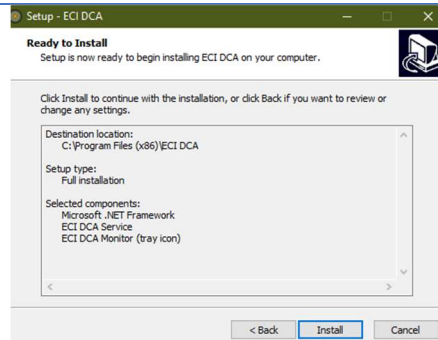 Setup - ECI DCA
Ready to Install
Setup is now ready to begin installing ECI DCA on your computer.
Click Install to continue with the installation, or click Back if you want to review or
change any settings.
Destination location:
C:\Program Files (x86)\ECI DCA
Setup type:
Full installation
Selected components:
Microsoft .NET Framework
ECI DCA Service
ECI DCA Monitor (tray icon)
< Back
Install
Cancel